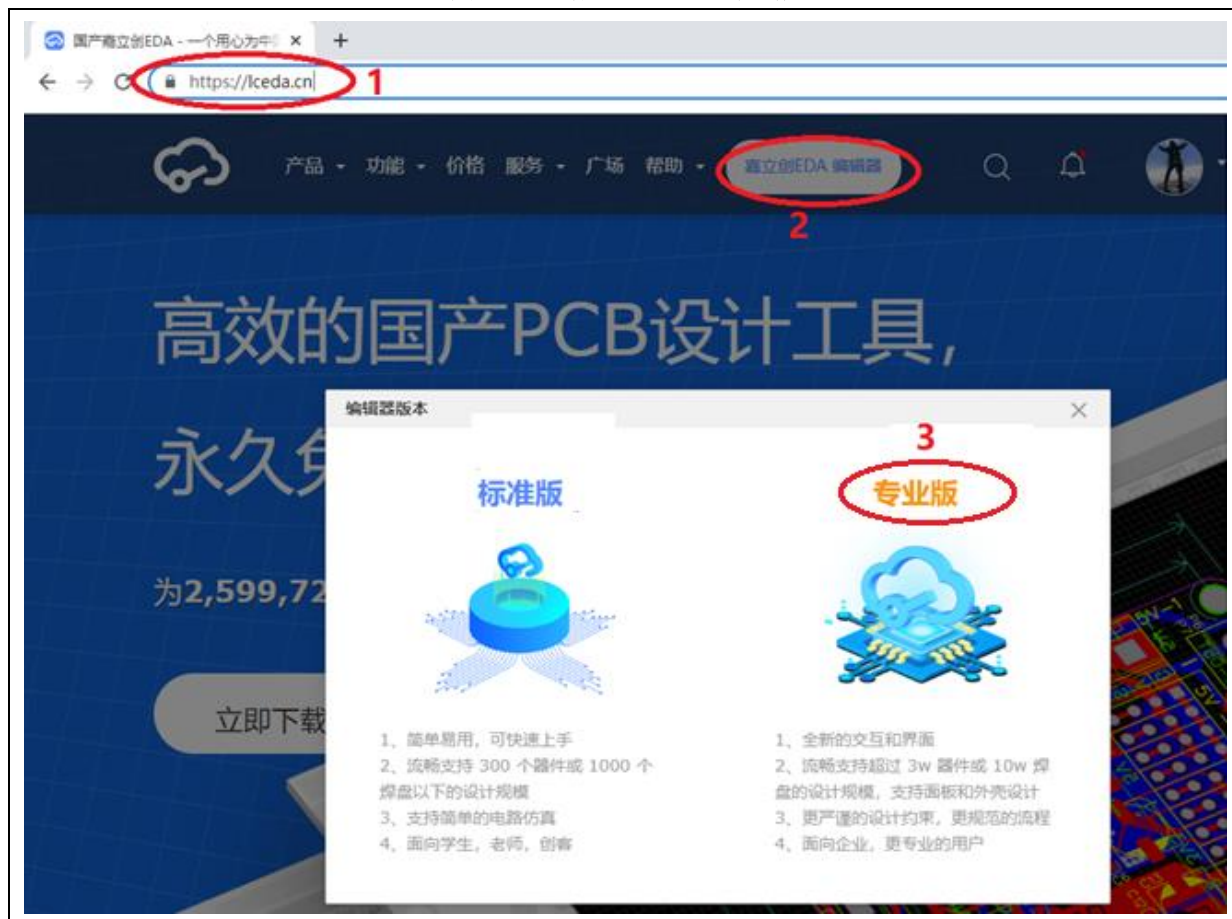 国产嘉立创EDA - 一个用心为中
https://lceda.cn
1
产品 功能 价格 服务 广场 帮助 嘉立创EDA 编辑器
2
高效的国产PCB设计工具,
编辑器版本
永久免
3
标准版
专业版
为2,599,72
立即下载
1、简单易用，可快速上手
2、流畅支持 300 个器件或 1000 个
焊盘以下的设计规模
3、支持简单的电路仿真
4、面向学生，老师，创客
1、全新的交互和界面
2、流畅支持超过 3w 器件或 10w 焊
盘的设计规模，支持面板和外壳设计
3、更严谨的设计约束，更规范的流程
4、面向企业，更专业的用户
5V-1
5V